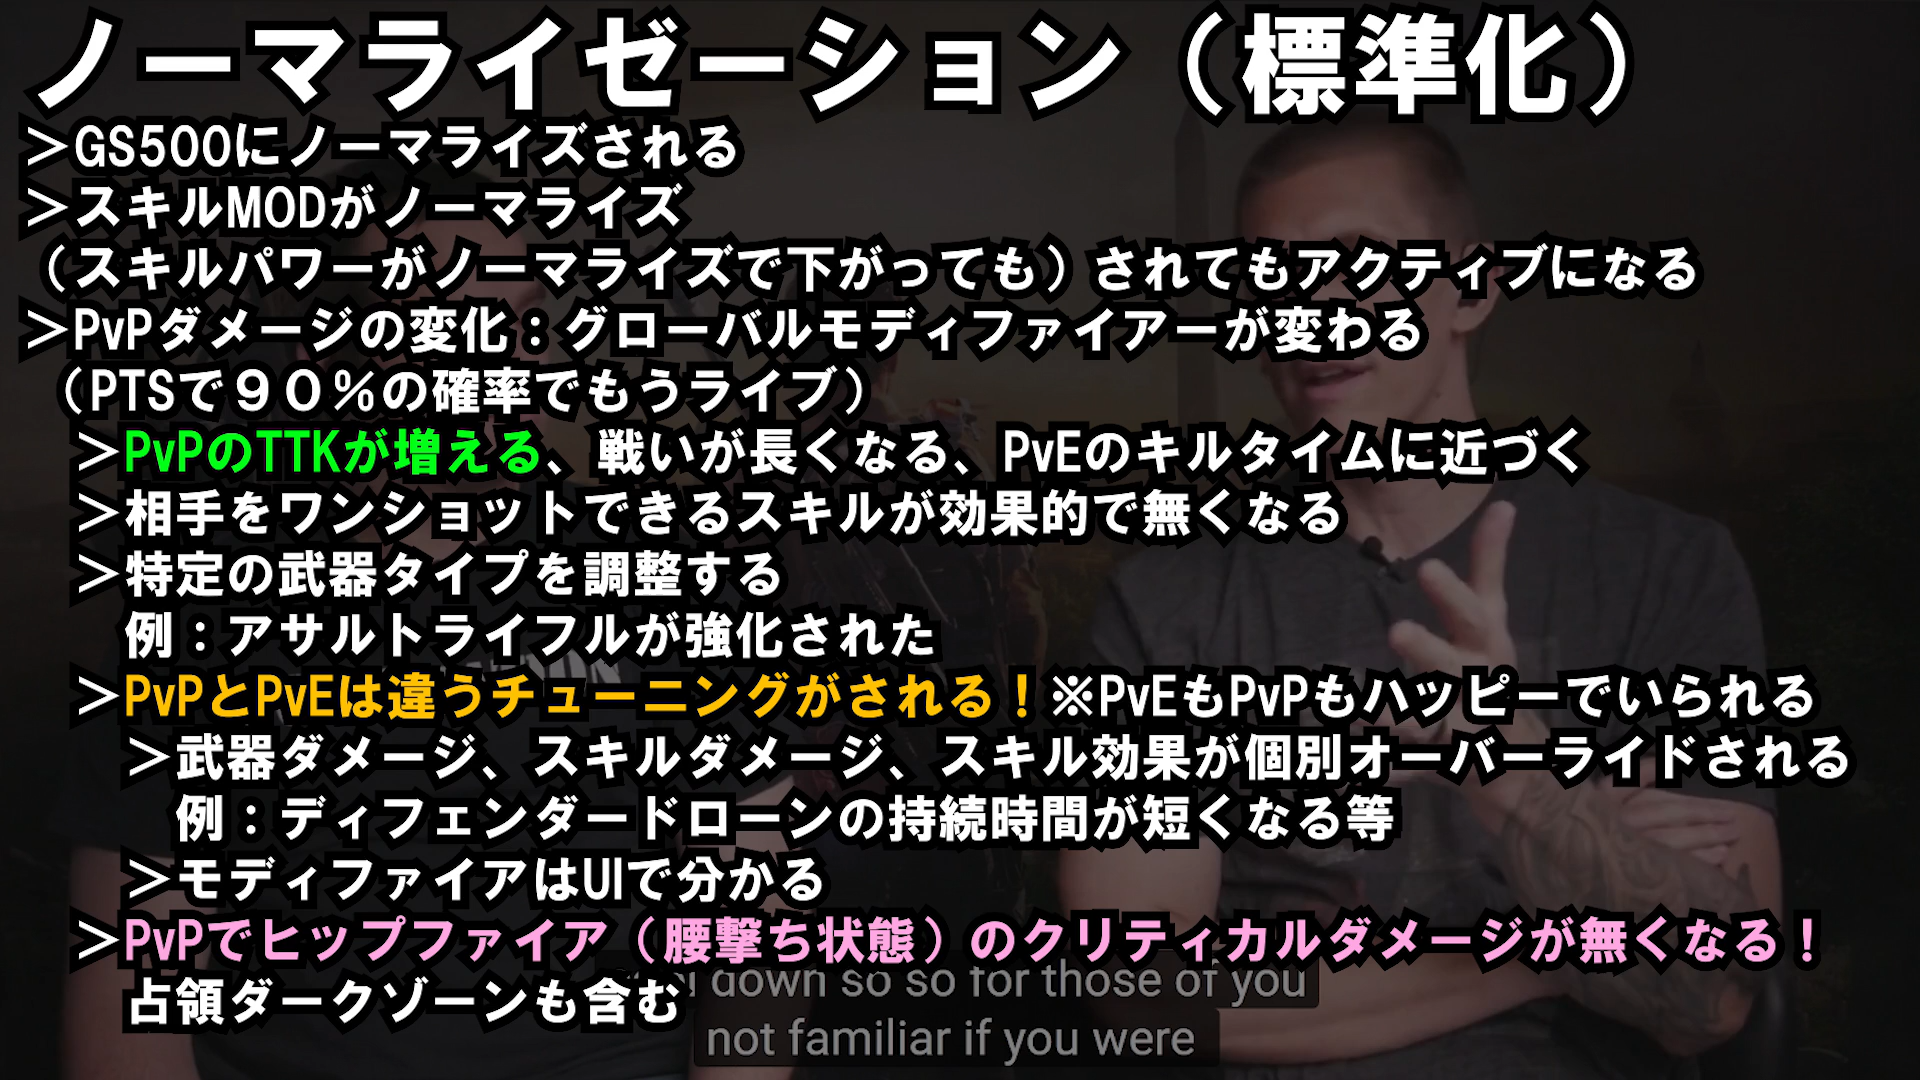 ノーマライゼーション（標準化）
＞GS500にノーマライズされる
＞スキルMODがノーマライズ
（スキルパワーがノーマライズで下がっても）されてもアクティブになる
＞PvPダメージの変化：グローバルモディファイアーが変わる
（PTSで９０％の確率でもうライブ）
＞PvPのTTKが増える、戦いが長くなる、PvEのキルタイムに近づく
＞相手をワンショットできるスキルが効果的で無くなる
＞特定の武器タイプを調整する
例：アサルトライフルが強化された
＞PvPとPvEは違うチューニングがされる！※PvEもPvPもハッピーでいられる
＞武器ダメージ、スキルダメージ、スキル効果が個別オーバーライドされる
例：ディフェンダードローンの持続時間が短くなる等
＞モディファイアはUIで分かる
＞PvPでヒップファイア（腰撃ち状態）のクリティカルダメージが無くなる！
占領ダークゾーンも含む
down so so for those of you
not familiar if you were